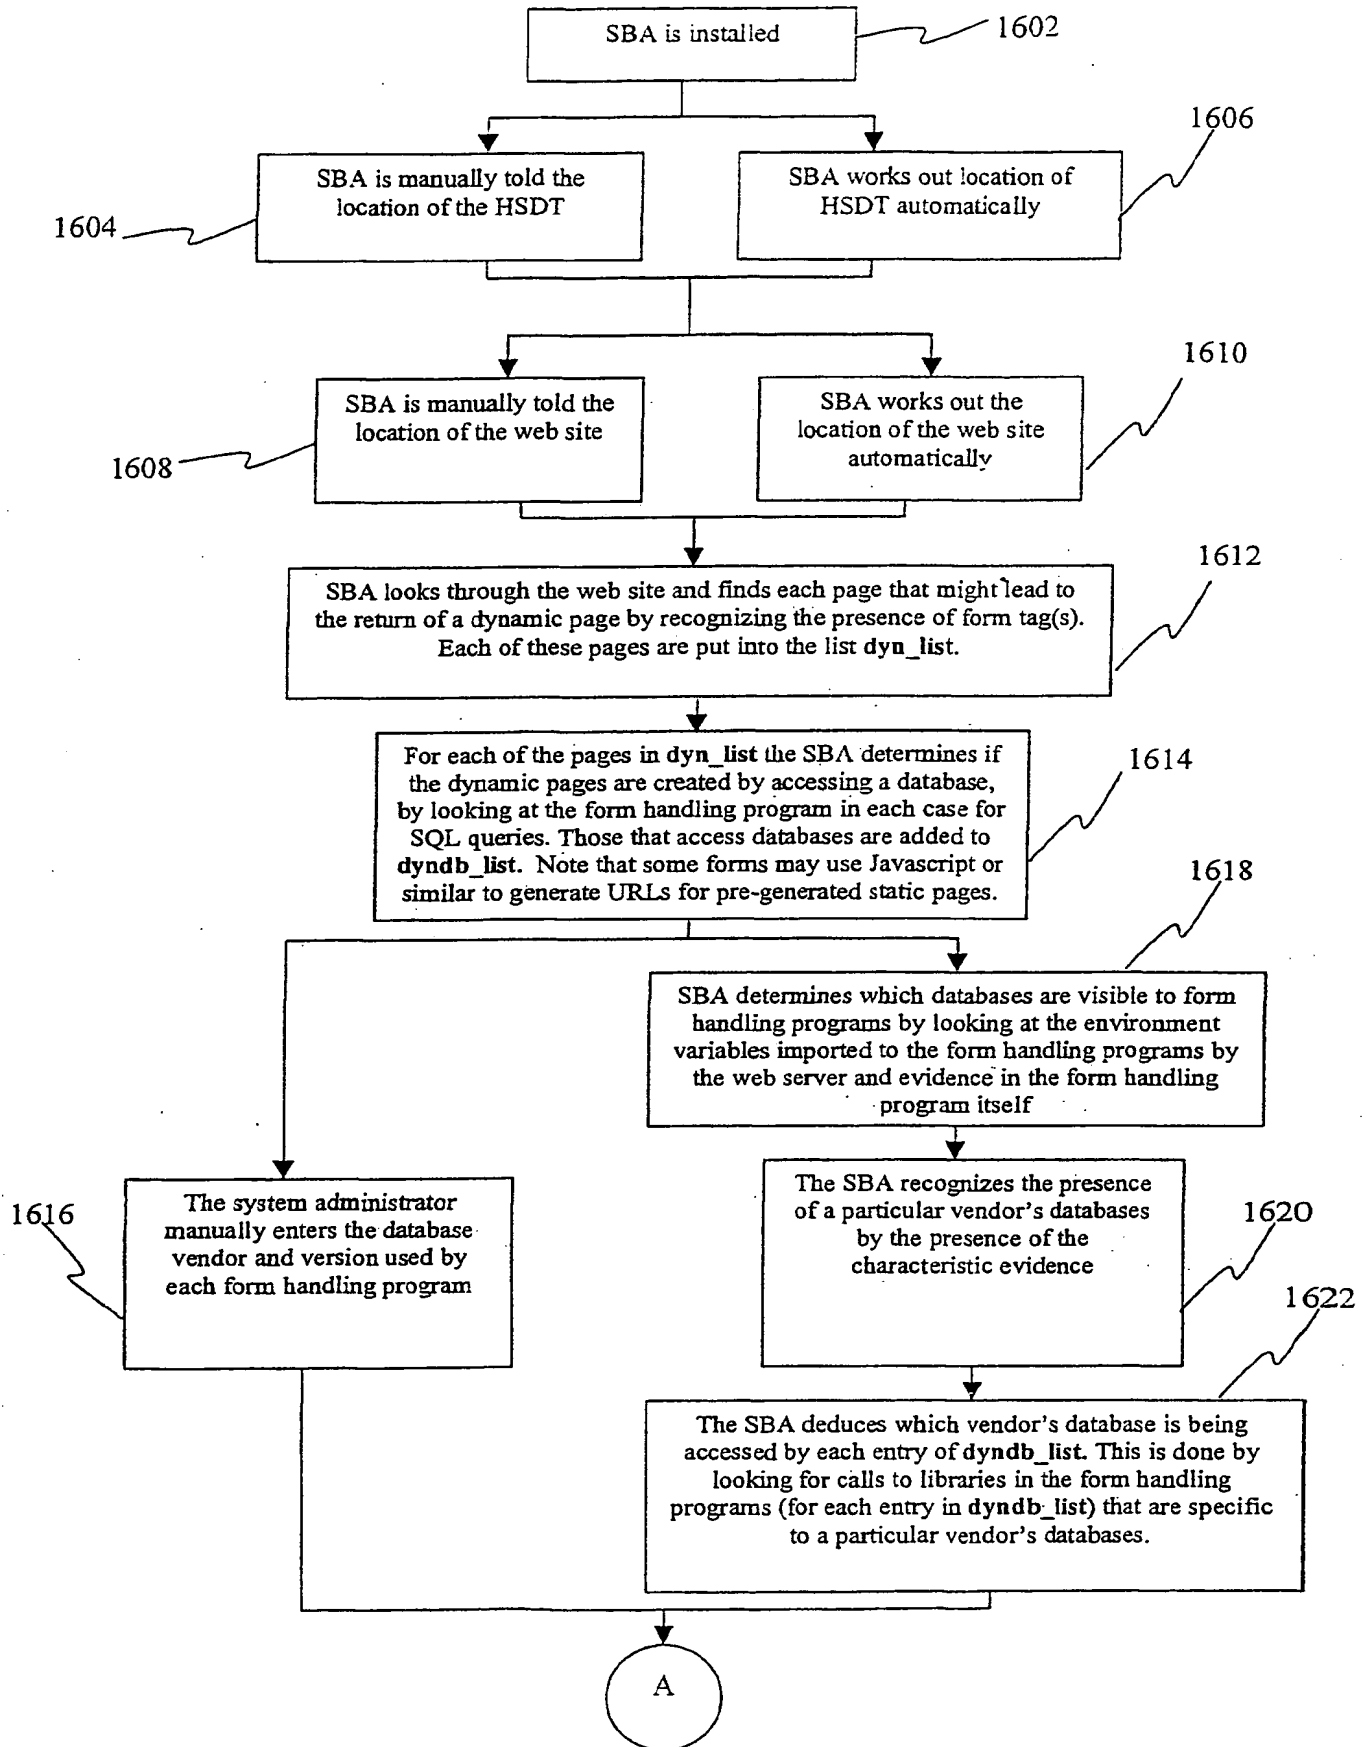 SBA is installed
1602
1606
SBA is manually told the
location of the HSDT
SBA works out location of
HSDT automatically
1604
1610
SBA is manually told the
location of the web site
SBA works out the
location of the web site
automatically
1608
1612
SBA looks through the web site and finds each page that might lead to
the return of a dynamic page by recognizing the presence of form tag(s).
Each of these pages are put into the list dyn_list.
1614
For each of the pages in dyn_list the SBA determines if
the dynamic pages are created by accessing a database,
by looking at the form handling program in each case for
SQL queries. Those that access databases are added to
dyndb_list. Note that some forms may use Javascript or
similar to generate URLs for pre-generated static pages.
1618
SBA determines which databases are visible to form
handling programs by looking at the environment
variables imported to the form handling programs by
the web server and evidence in the form handling
program itself
1616
The system administrator
manually enters the database
vendor and version used by
each form handling program
The SBA recognizes the presence
of a particular vendor's databases
by the presence of the
characteristic evidence
1620
1622
The SBA deduces which vendor's database is being
accessed by each entry of dyndb_list. This is done by
looking for calls to libraries in the form handling
programs (for each entry in dyndb_list) that are specific
to a particular vendor's databases.
A